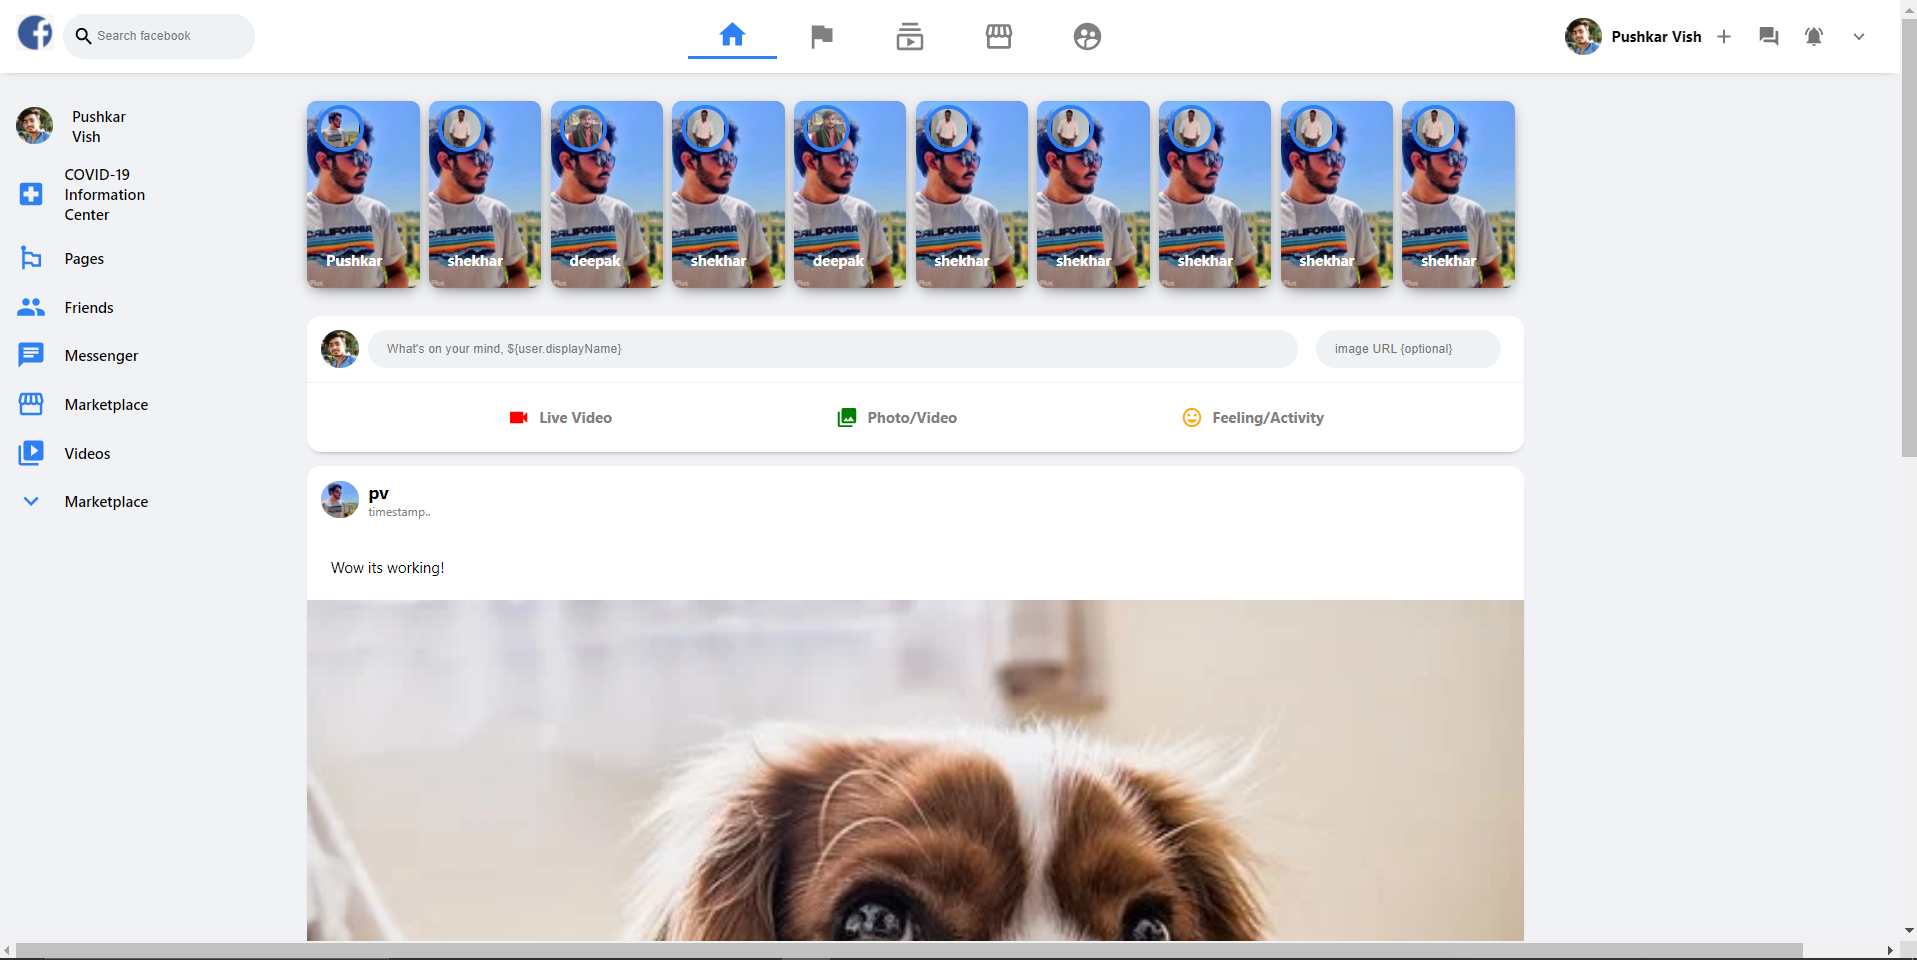 Search facebook
Pushkar Vish
Pushkar
Vish
COVID-19
Information
Center
Pages
Friends
Messenger
Marketplace
Videos
Marketplace
CALIFORNIA
Pushkar
shekhar
deepak
shekhar
deepak
shekhar
shekhar
shekhar
shekhar
shekhar
What's on your mind, ${user.displayName}
image URL {optional}
Live Video
Photo/Video
Feeling/Activity
pv
timestamp..
Wow its working!